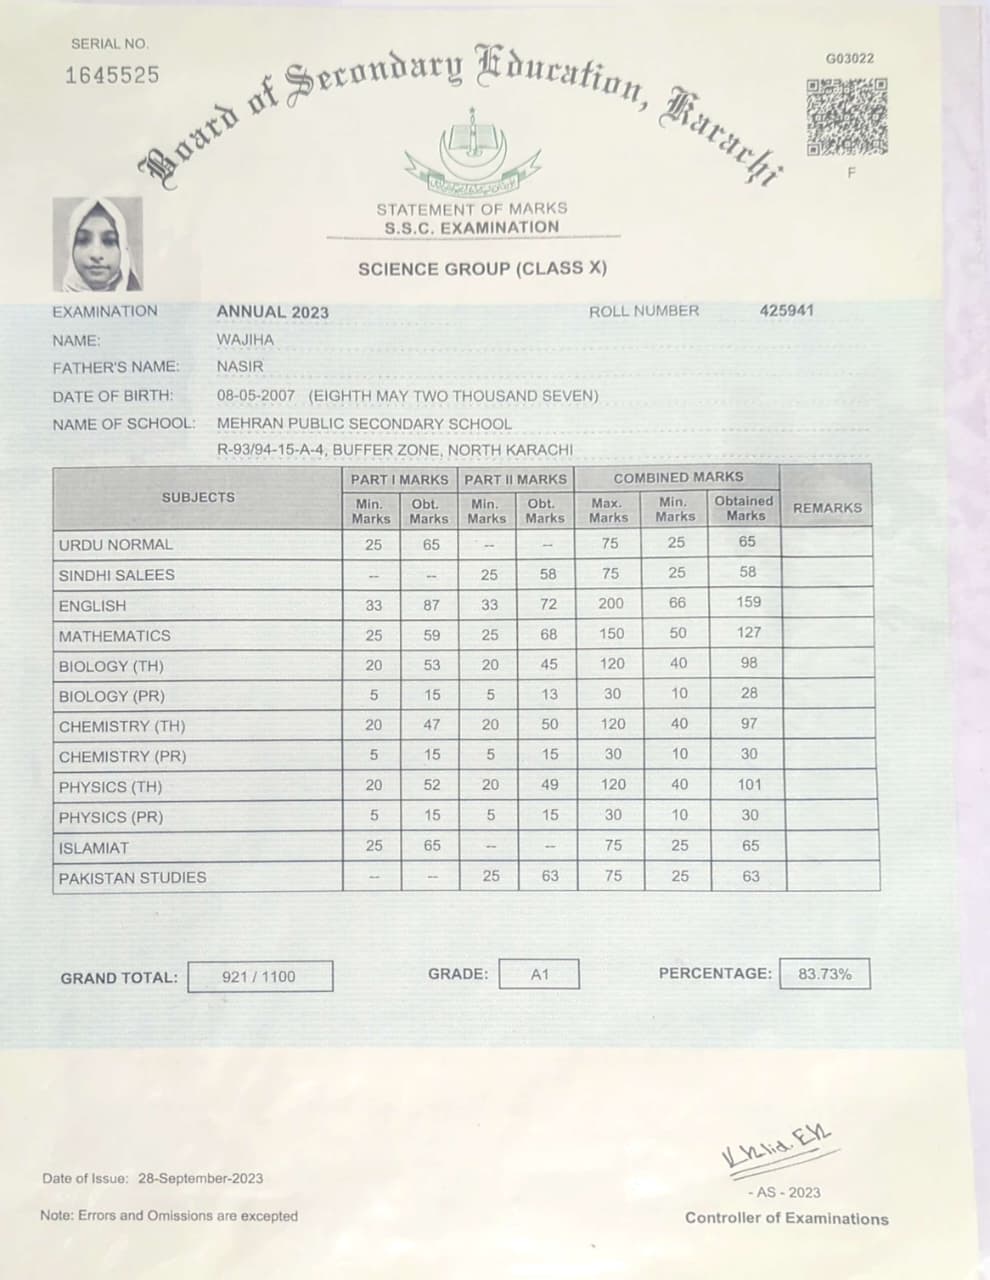 SERIAL NO.
1645525
G03022
Board of Secondary Education, Karachi
F
STATEMENT OF MARKS
S.S.C. EXAMINATION
SCIENCE GROUP (CLASS X)
EXAMINATION ANNUAL 2023 ROLL NUMBER 425941
NAME: WAJIHA
FATHER'S NAME: NASIR
DATE OF BIRTH: 08-05-2007 (EIGHTH MAY TWO THOUSAND SEVEN)
NAME OF SCHOOL: MEHRAN PUBLIC SECONDARY SCHOOL
R-93/94-15-A-4, BUFFER ZONE, NORTH KARACHI
SUBJECTS PART I MARKS PART II MARKS COMBINED MARKS REMARKS
Min. Marks Obt. Marks Min. Marks Obt. Marks Max. Marks Min. Marks Obtained Marks
URDU NORMAL 25 65 -- -- 75 25 65
SINDHI SALEES -- -- 25 58 75 25 58
ENGLISH 33 87 33 72 200 66 159
MATHEMATICS 25 59 25 68 150 50 127
BIOLOGY (TH) 20 53 20 45 120 40 98
BIOLOGY (PR) 5 15 5 13 30 10 28
CHEMISTRY (TH) 20 47 20 50 120 40 97
CHEMISTRY (PR) 5 15 5 15 30 10 30
PHYSICS (TH) 20 52 20 49 120 40 101
PHYSICS (PR) 5 15 5 15 30 10 30
ISLAMIAT 25 65 -- -- 75 25 65
PAKISTAN STUDIES -- -- 25 63 75 25 63
GRAND TOTAL: 921 / 1100 GRADE: A1 PERCENTAGE: 83.73%
Date of Issue: 28-September-2023
- AS - 2023
Note: Errors and Omissions are excepted
Controller of Examinations